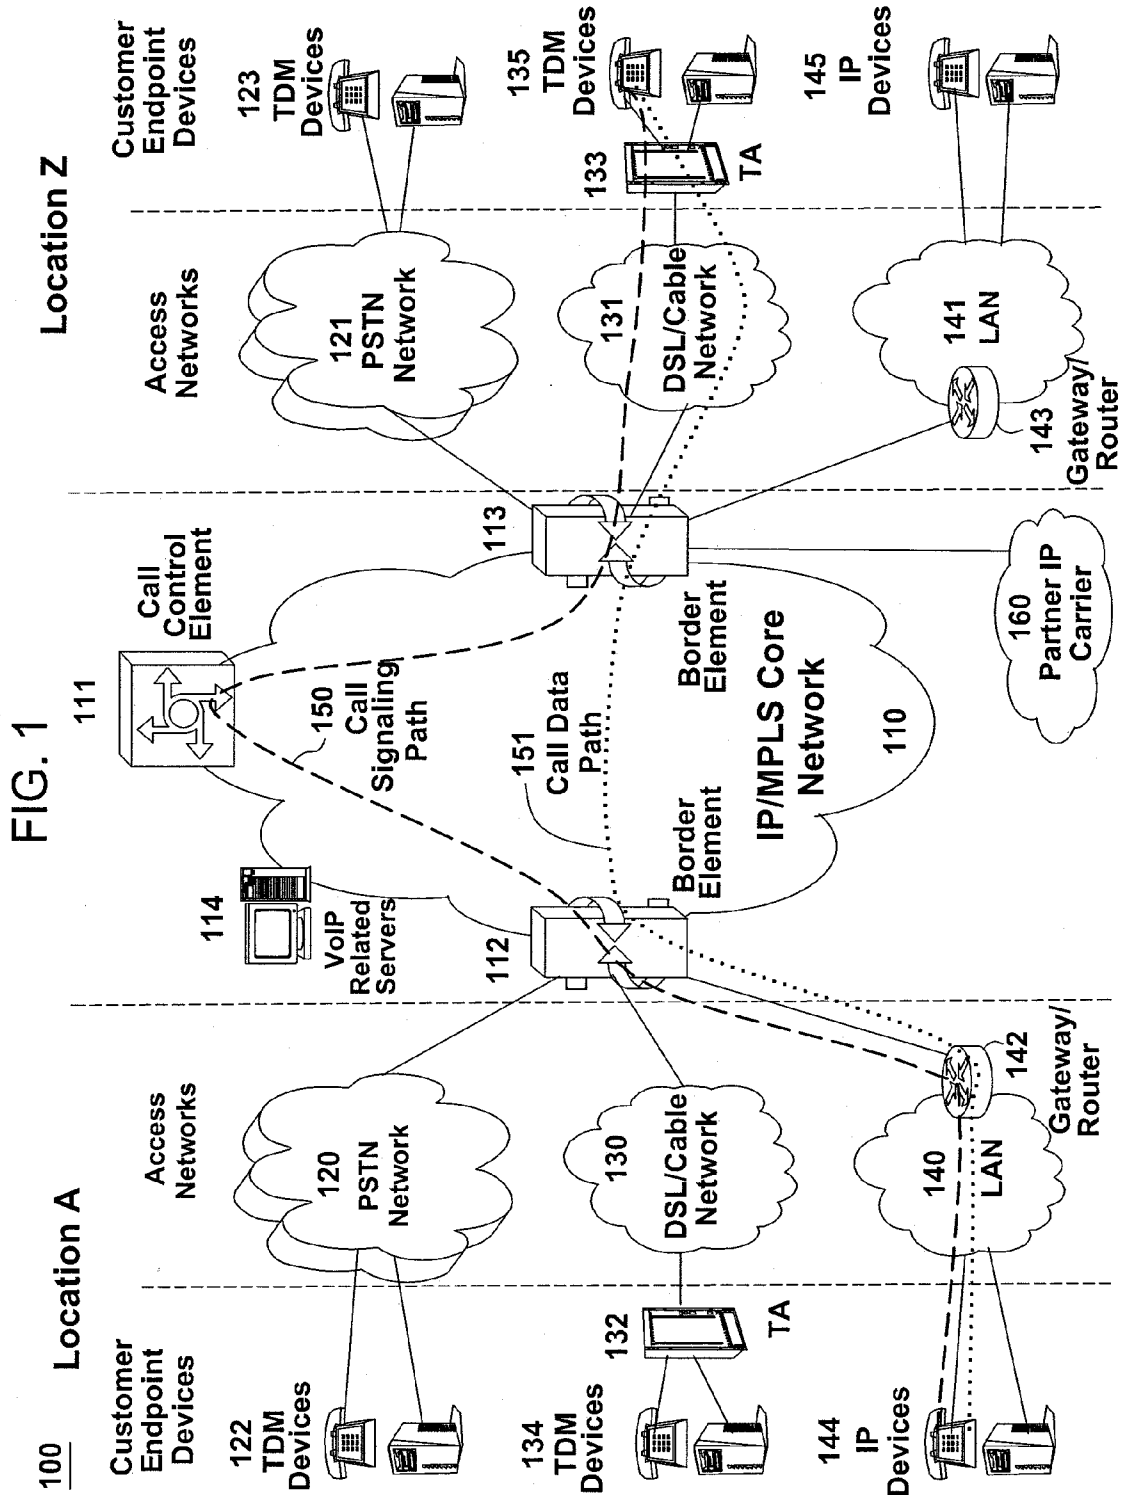 FIG. 1
100
Location A
Location Z
Customer
Endpoint
Devices
Access
Networks
Access
Networks
Customer
Endpoint
Devices
111
Call
Control
Element
114
VoIP
Related
Servers
122
TDM
Devices
120
PSTN
Network
121
PSTN
Network
123
TDM
Devices
150
Call
Signaling
Path
112
113
134
TDM
Devices
132
TA
130
DSL/Cable
Network
151
Call Data
Path
131
DSL/Cable
Network
133
TA
135
TDM
Devices
Border
Element
Border
Element
IP/MPLS Core
Network
110
144
IP
Devices
140
LAN
142
Gateway/
Router
160
Partner IP
Carrier
141
LAN
143
Gateway/
Router
145
IP
Devices